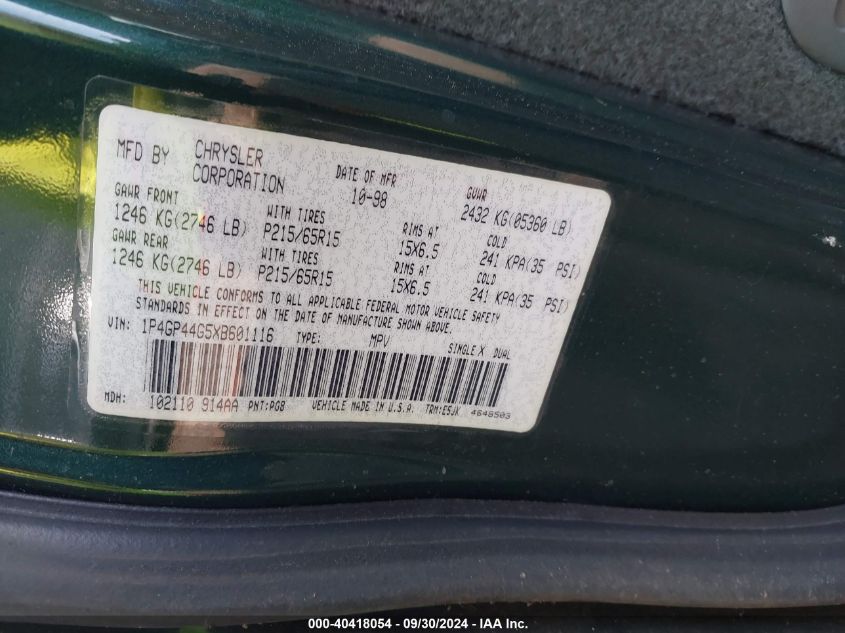 MFD BY CHRYSLER CORPORATION DATE OF MFR 10-98 GVWR 2432 KG(05360 LB)
GAWR FRONT WITH TIRES RIMS AT COLD
1246 KG(2746 LB) P215/65R15 15X6.5 241 KPA(35 PSI)
GAWR REAR WITH TIRES RIMS AT COLD
1246 KG(2746 LB) P215/65R15 15X6.5 241 KPA(35 PSI)
THIS VEHICLE CONFORMS TO ALL APPLICABLE FEDERAL MOTOR VEHICLE SAFETY
STANDARDS IN EFFECT ON THE DATE OF MANUFACTURE SHOWN ABOVE.
VIN: 1P4GP44G5XB601116 TYPE: MPV SINGLE X DUAL
MDH: 102110 914AA PNT:PGB VEHICLE MADE IN U.S.A. TRM:E5JK 4648503
000-40418054 - 09/30/2024 - IAA Inc.